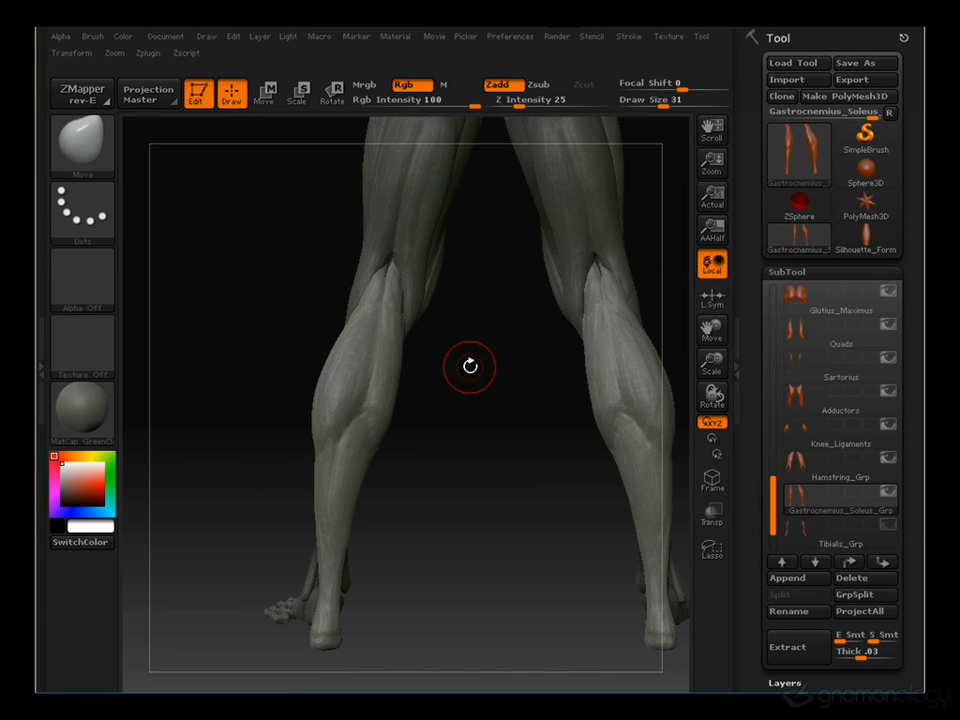 Alpha Brush Color Document Draw Edit Layer Light Macro Marker Material Movie Picker Preferences Render Stencil Stroke Texture Tool
Transform Zoom Zplugin Zscript
Tool
Load Tool Save As
Import Export
Clone Make PolyMesh3D
Gastrocnemius_Soleus R
SimpleBrush
Gastrocnemius_S
Sphere3D
ZSphere PolyMesh3D
Gastrocnemius_S Silhouette_Form
ZMapper
rev-E
Projection
Master
Edit
Draw
Move
Scale
Rotate
Mrgb Rgb M
Rgb Intensity 100
Zadd Zsub Zcut
Z Intensity 25
Focal Shift 0
Draw Size 31
Move
Dots
Alpha Off
Texture Off
MatCap GreenCl
SwitchColor
Scroll
Zoom
Actual
AAHalf
Local
L.Sym
Move
Scale
Rotate
XYZ
Frame
Transp
Lasso
SubTool
Glutius_Maximus
Quads
Sartorius
Adductors
Knee_Ligaments
Hamstring_Grp
Gastrocnemius_Soleus_Grp
Tibialis_Grp
Append Delete
Split GrpSplit
Rename ProjectAll
Extract
E Smt S Smt
Thick .03
Layers
gnomonology